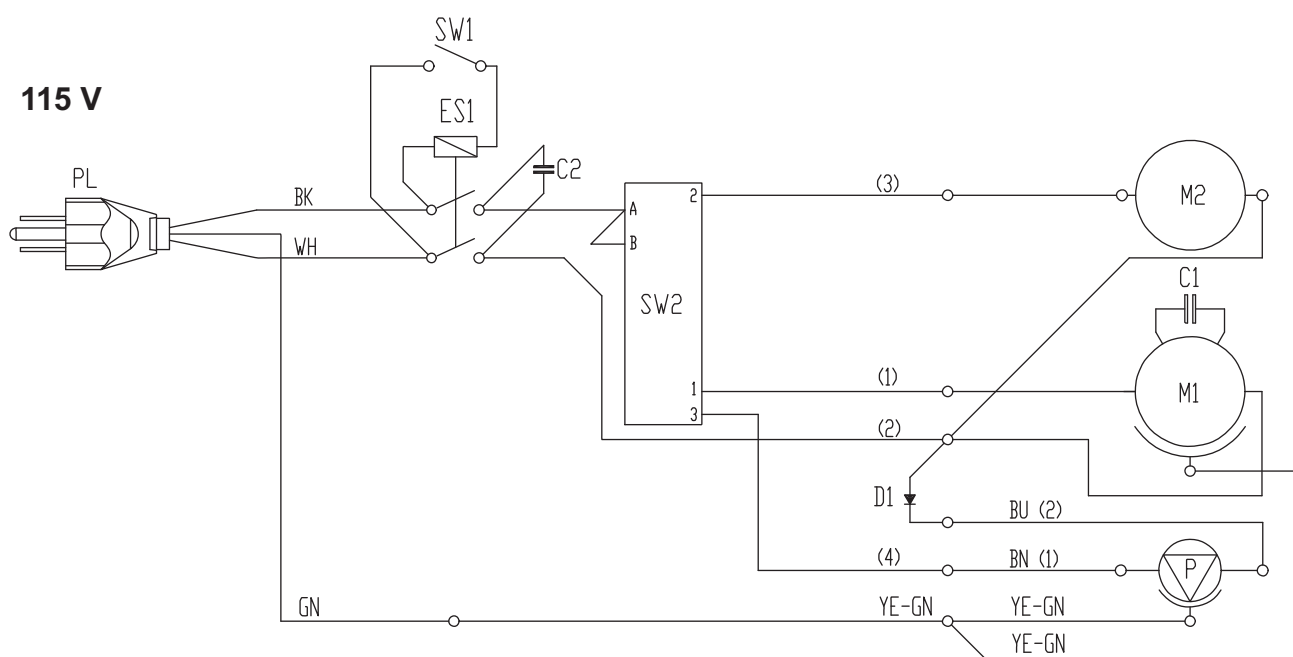 SW1
115 V
ES1
PL
C2
BK
A
2
(3)
M2
WH
B
SW2
C1
1
(1)
M1
3
(2)
D1
BU (2)
(4)
BN (1)
P
GN
YE-GN
YE-GN
YE-GN